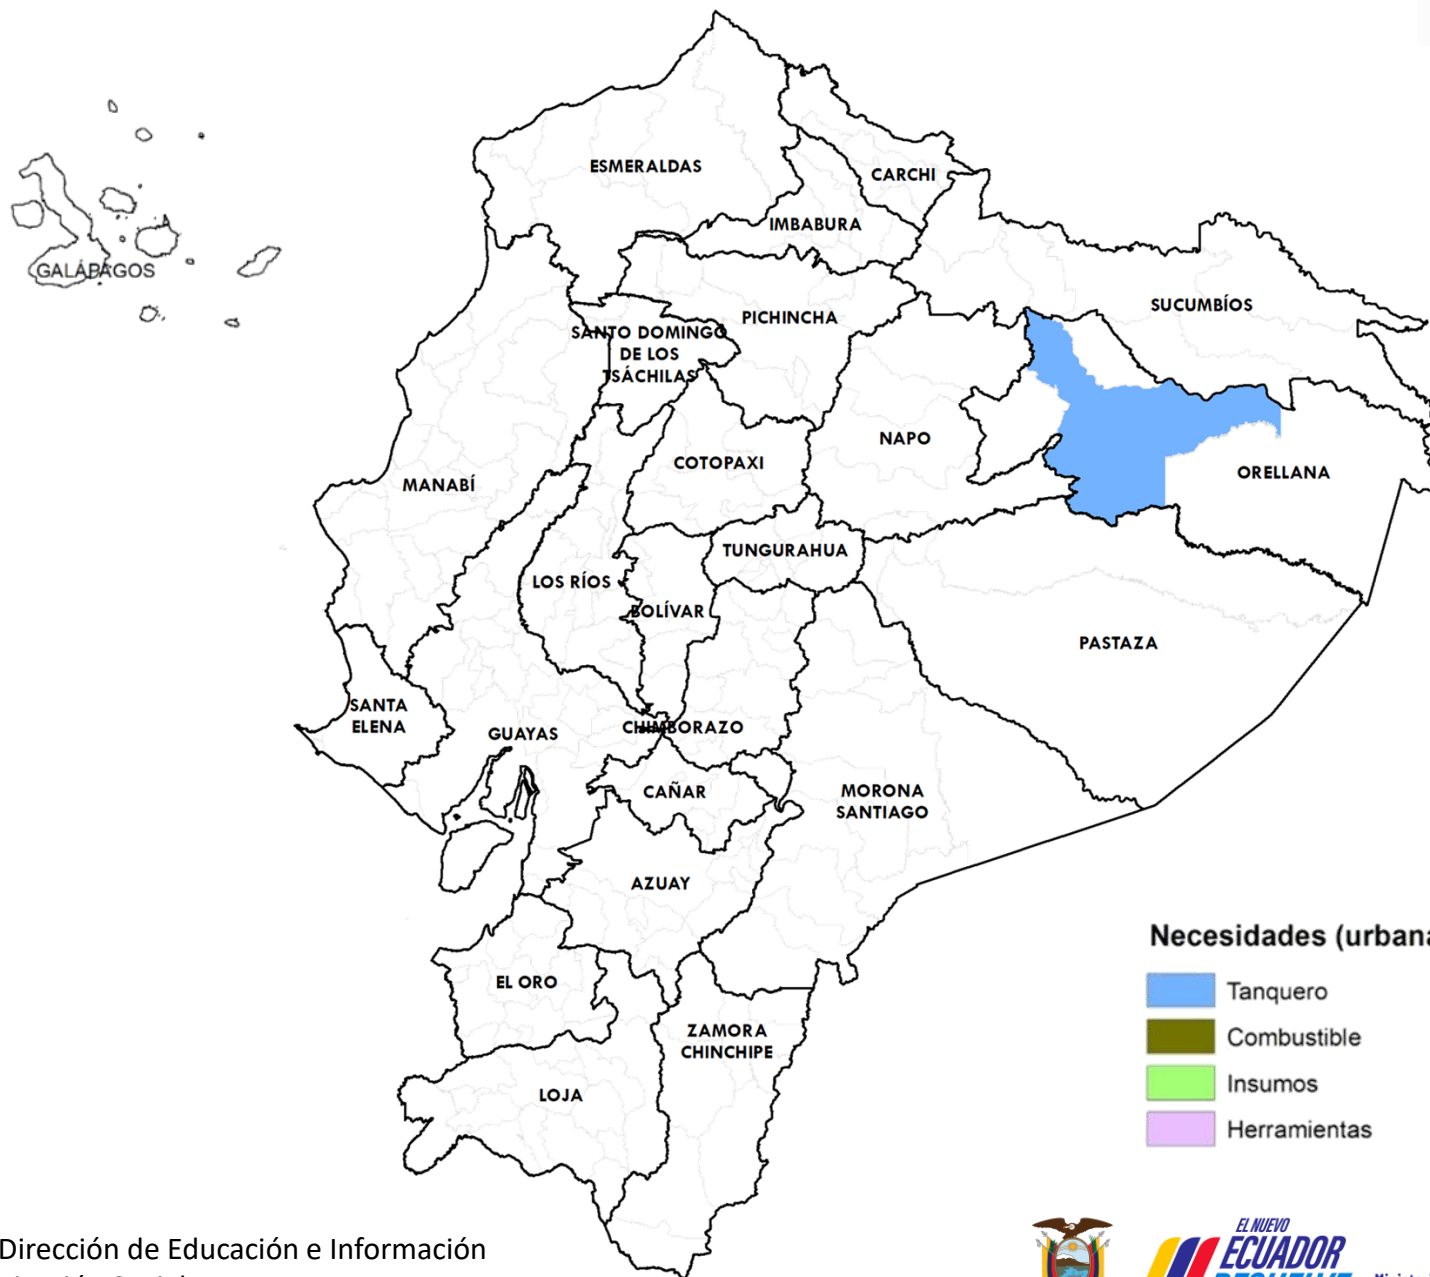 ESMERALDAS
CARCHI
IMBABURA
GALÁPAGOS
SUCUMBÍOS
PICHINCHA
SANTO DOMINGO
DE LOS
TSÁCHILAS
NAPO
COTOPAXI
ORELLANA
MANABÍ
TUNGURAHUA
LOS RÍOS
BOLÍVAR
PASTAZA
SANTA
ELENA
GUAYAS
CHIMBORAZO
CAÑAR
MORONA
SANTIAGO
AZUAY
EL ORO
ZAMORA
CHINCHIPE
LOJA
Necesidades (urbana
Tanquero
Combustible
Insumos
Herramientas
Dirección de Educación e Información
EL NUEVO
ECUADOR